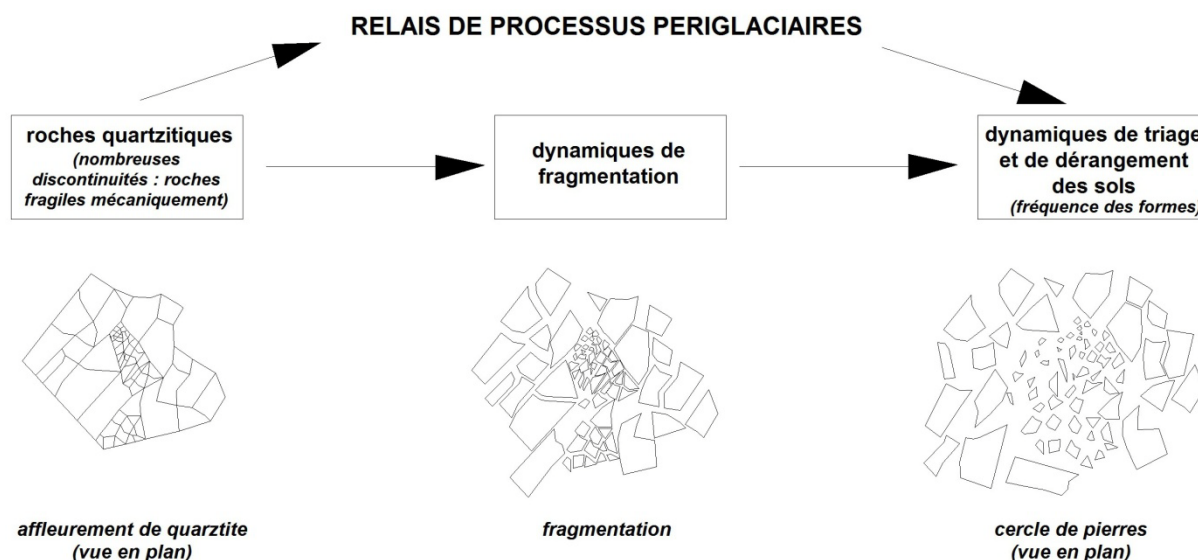 RELAIS DE PROCESSUS PERIGLACIAIRES
roches quartzitiques
(nombreuses
discontinuités : roches
fragiles mécaniquement)
dynamiques de
fragmentation
dynamiques de triage
et de dérangement
des sols
(fréquence des formes)
affleurement de quarztite
(vue en plan)
fragmentation
cercle de pierres
(vue en plan)